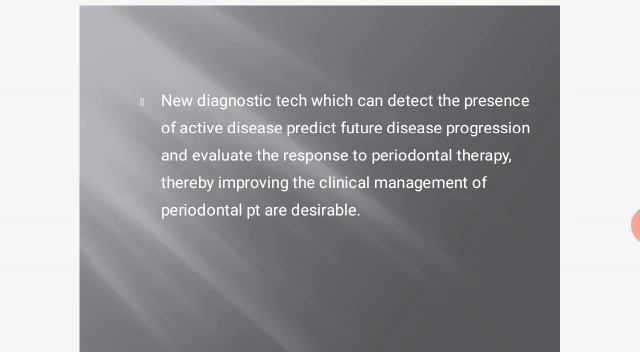 New diagnostic tech which can detect the presence
of active disease predict future disease progression
and evaluate the response to periodontal therapy,
thereby improving the clinical management of
periodontal pt are desirable.